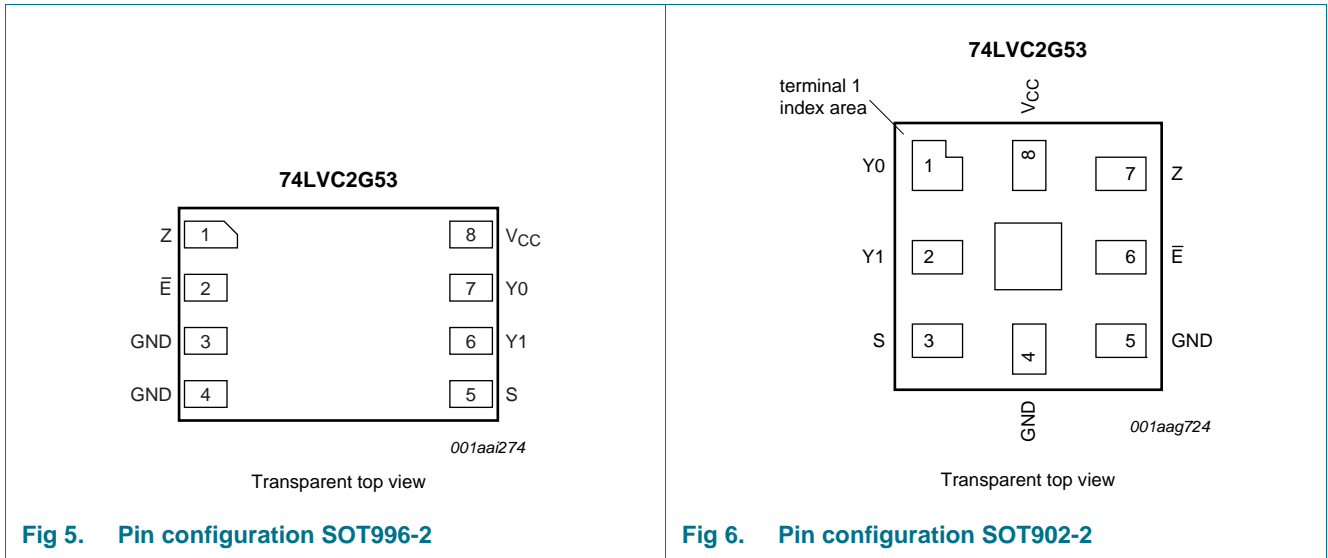 74LVC2G53
Z 1 8 VCC
E̅ 2 7 Y0
GND 3 6 Y1
GND 4 5 S
001aai274
Transparent top view
Fig 5. Pin configuration SOT996-2
74LVC2G53
terminal 1
index area
VCC
Y0 1 8 7 Z
Y1 2 6 E̅
S 3 4 5 GND
GND
001aag724
Transparent top view
Fig 6. Pin configuration SOT902-2